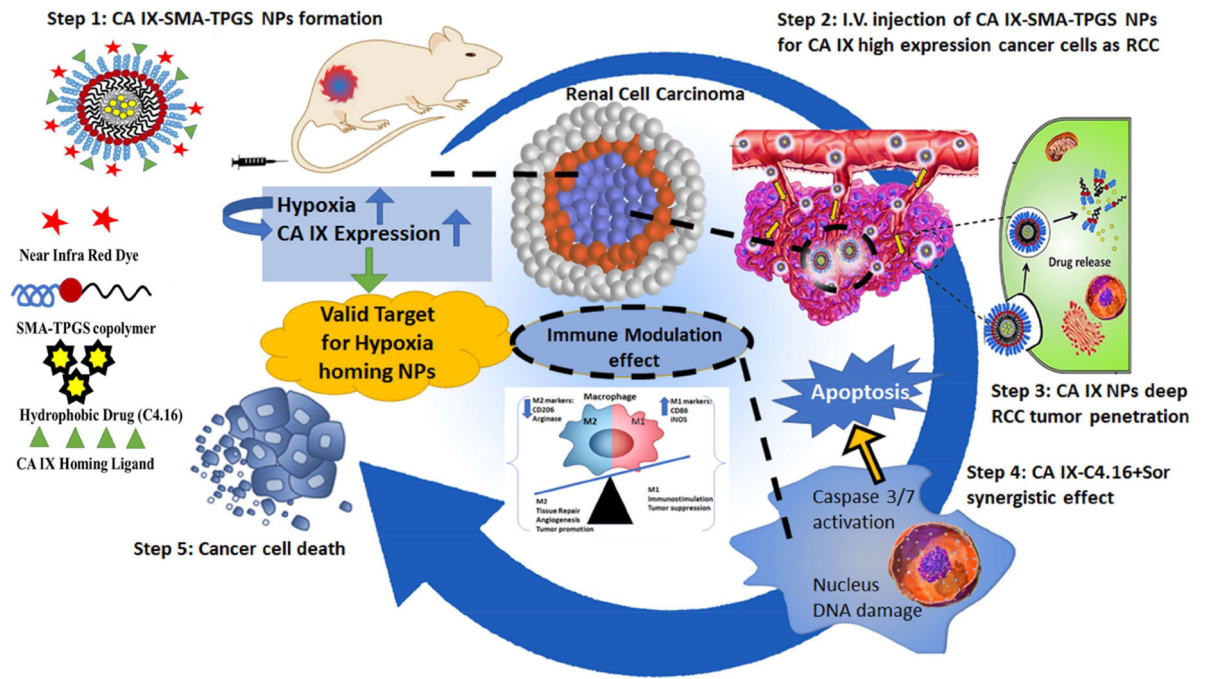 Step 1: CA IX-SMA-TPGS NPs formation
Step 2: I.V. injection of CA IX-SMA-TPGS NPs
for CA IX high expression cancer cells as RCC
Renal Cell Carcinoma
Hypoxia
CA IX Expression
Near Infra Red Dye
SMA-TPGS copolymer
Hydrophobic Drug (C4.16)
CA IX Homing Ligand
Valid Target
for Hypoxia
homing NPs
Immune Modulation
effect
Drug release
Step 3: CA IX NPs deep
RCC tumor penetration
Apoptosis
Macrophage
M2 markers:
CD206
Arginase
M1 markers:
CD86
iNOS
M2
M1
M2
Tissue Repair
Angiogenesis
Tumor promotion
M1
Immunostimulation
Tumor suppression
Step 4: CA IX-C4.16+Sor
synergistic effect
Caspase 3/7
activation
Nucleus
DNA damage
Step 5: Cancer cell death